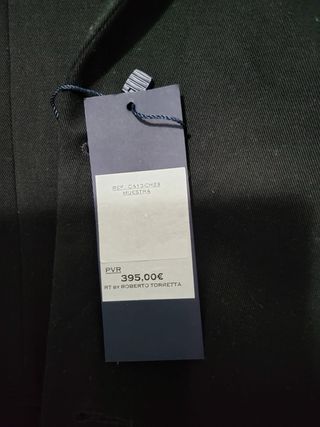 MUESTRA
PVR
395,00€
RT BY ROBERTO TORRETTA